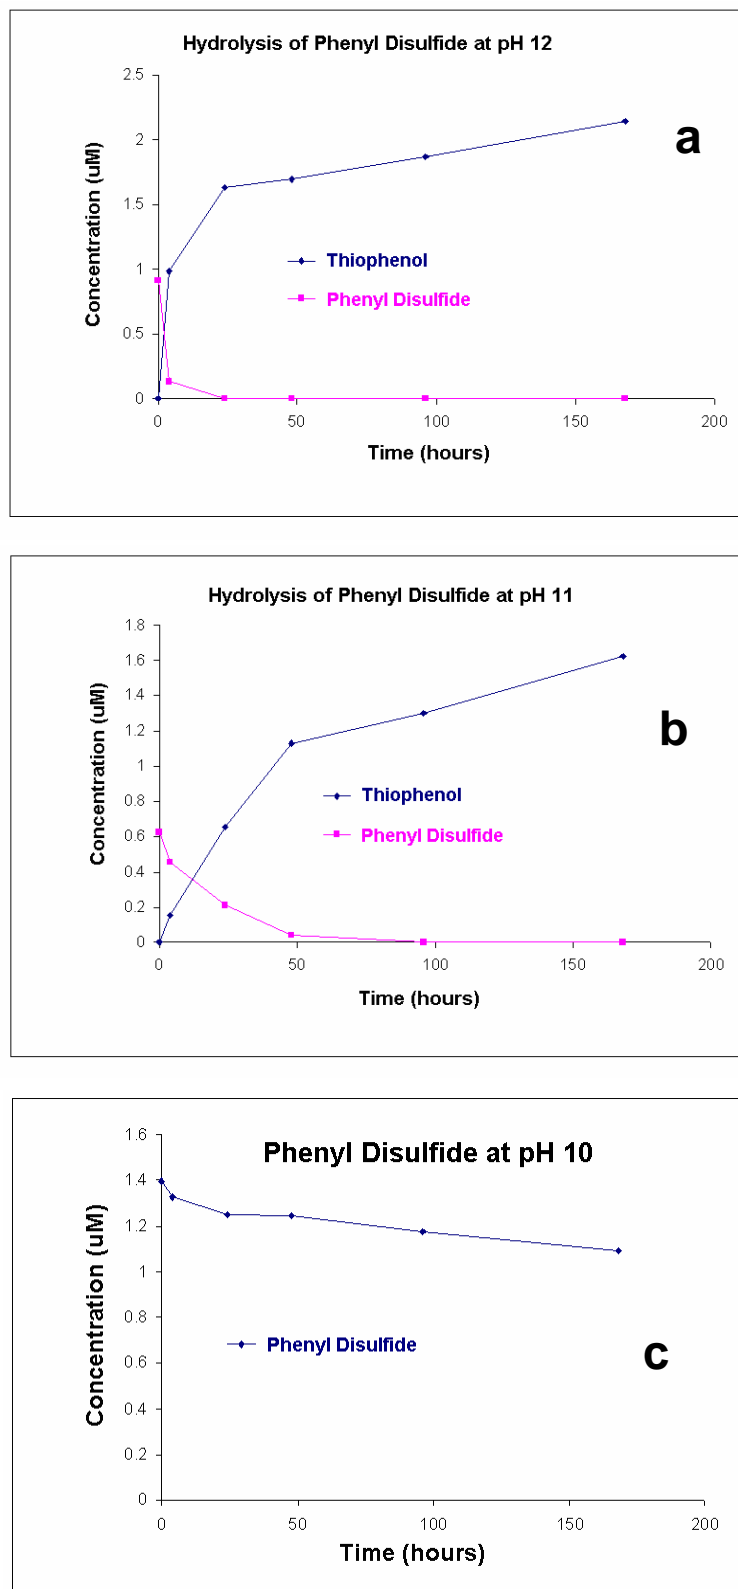 Hydrolysis of Phenyl Disulfide at pH 12
2.5
2
1.5
1
0.5
0
Concentration (uM)
a
Thiophenol
Phenyl Disulfide
0 50 100 150 200
Time (hours)
Hydrolysis of Phenyl Disulfide at pH 11
1.8
1.6
1.4
1.2
1
0.8
0.6
0.4
0.2
0
Concentration (uM)
b
Thiophenol
Phenyl Disulfide
0 50 100 150 200
Time (hours)
Phenyl Disulfide at pH 10
1.6
1.4
1.2
1
0.8
0.6
0.4
0.2
0
Concentration (uM)
Phenyl Disulfide
c
0 50 100 150 200
Time (hours)